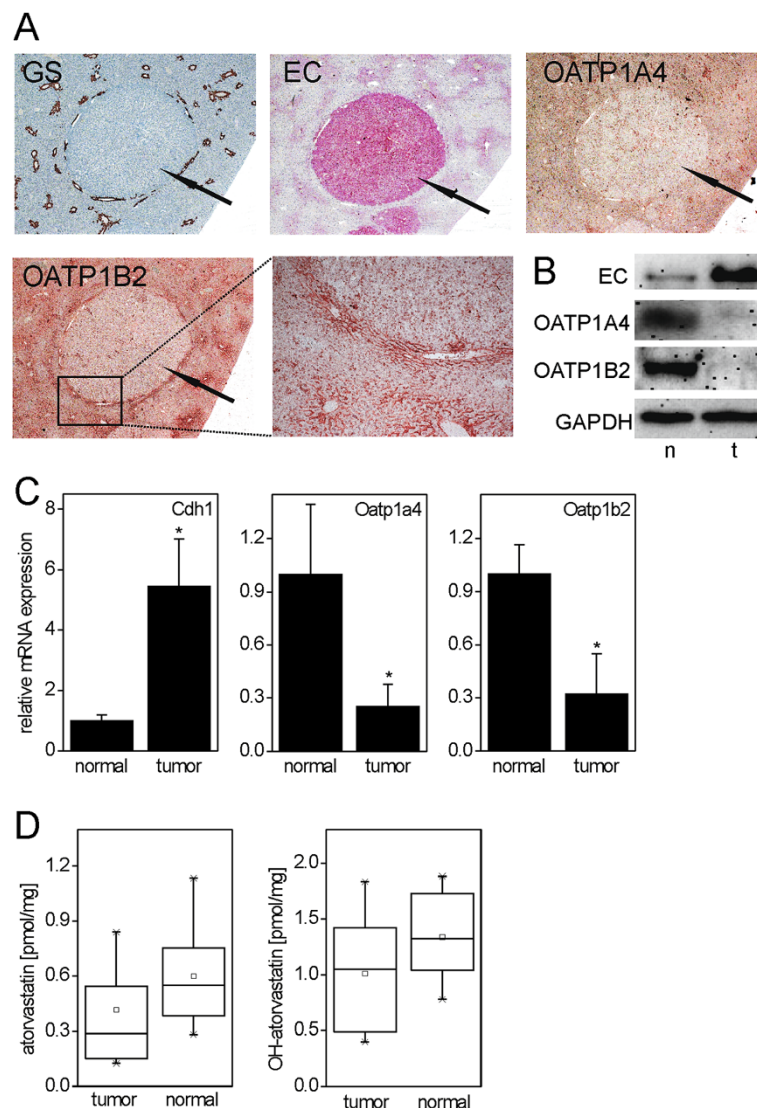 A
GS
EC
OATP1A4
OATP1B2
B
EC
OATP1A4
OATP1B2
GAPDH
n t
C
relative mRNA expression
8
6
4
2
0
Cdh1
*
normal tumor
1.2
0.9
0.6
0.3
0.0
Oatp1a4
*
normal tumor
1.2
0.9
0.6
0.3
0.0
Oatp1b2
*
normal tumor
D
atorvastatin [pmol/mg]
1.2
0.9
0.6
0.3
0.0
tumor normal
OH-atorvastatin [pmol/mg]
2.0
1.5
1.0
0.5
0.0
tumor normal